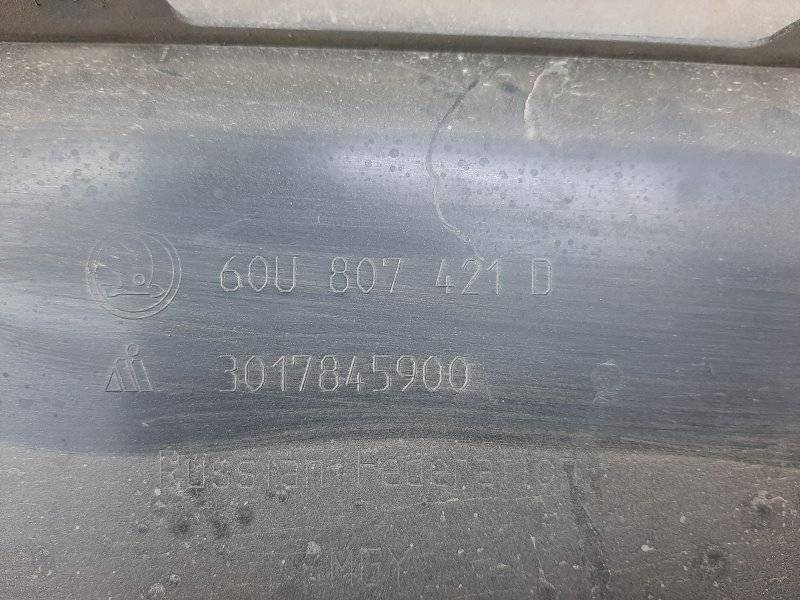 60U 807 421 D
3017845900
Russian Federation